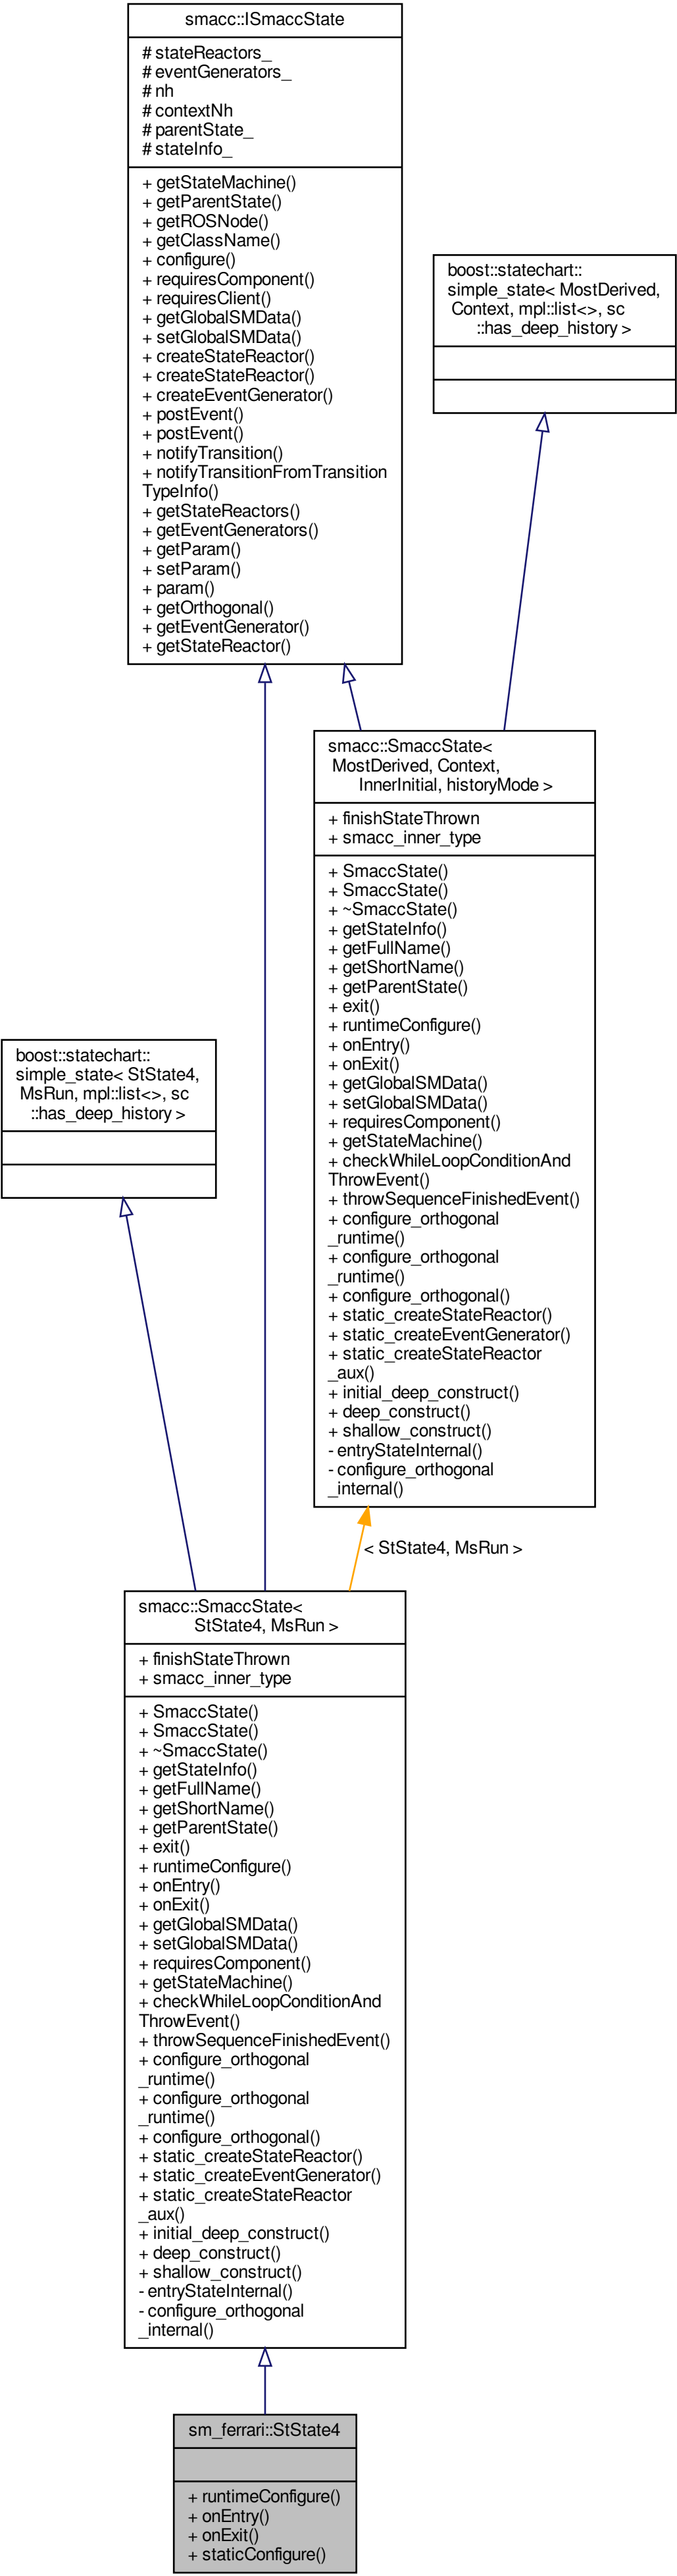 smacc::ISmaccState
# stateReactors_
# eventGenerators_
# nh
# contextNh
# parentState_
# stateInfo_
+ getStateMachine()
+ getParentState()
+ getROSNode()
+ getClassName()
+ configure()
+ requiresComponent()
+ requiresClient()
+ getGlobalSMData()
+ setGlobalSMData()
+ createStateReactor()
+ createStateReactor()
+ createEventGenerator()
+ postEvent()
+ postEvent()
+ notifyTransition()
+ notifyTransitionFromTransition
TypeInfo()
+ getStateReactors()
+ getEventGenerators()
+ getParam()
+ setParam()
+ param()
+ getOrthogonal()
+ getEventGenerator()
+ getStateReactor()
boost::statechart::
simple_state< MostDerived,
Context, mpl::list<>, sc
::has_deep_history >
smacc::SmaccState<
MostDerived, Context,
InnerInitial, historyMode >
+ finishStateThrown
+ smacc_inner_type
+ SmaccState()
+ SmaccState()
+ ~SmaccState()
+ getStateInfo()
+ getFullName()
+ getShortName()
+ getParentState()
+ exit()
+ runtimeConfigure()
+ onEntry()
+ onExit()
+ getGlobalSMData()
+ setGlobalSMData()
+ requiresComponent()
+ getStateMachine()
+ checkWhileLoopConditionAnd
ThrowEvent()
+ throwSequenceFinishedEvent()
+ configure_orthogonal
_runtime()
+ configure_orthogonal
_runtime()
+ configure_orthogonal()
+ static_createStateReactor()
+ static_createEventGenerator()
+ static_createStateReactor
_aux()
+ initial_deep_construct()
+ deep_construct()
+ shallow_construct()
- entryStateInternal()
- configure_orthogonal
_internal()
boost::statechart::
simple_state< StState4,
MsRun, mpl::list<>, sc
::has_deep_history >
< StState4, MsRun >
smacc::SmaccState<
StState4, MsRun >
+ finishStateThrown
+ smacc_inner_type
+ SmaccState()
+ SmaccState()
+ ~SmaccState()
+ getStateInfo()
+ getFullName()
+ getShortName()
+ getParentState()
+ exit()
+ runtimeConfigure()
+ onEntry()
+ onExit()
+ getGlobalSMData()
+ setGlobalSMData()
+ requiresComponent()
+ getStateMachine()
+ checkWhileLoopConditionAnd
ThrowEvent()
+ throwSequenceFinishedEvent()
+ configure_orthogonal
_runtime()
+ configure_orthogonal
_runtime()
+ configure_orthogonal()
+ static_createStateReactor()
+ static_createEventGenerator()
+ static_createStateReactor
_aux()
+ initial_deep_construct()
+ deep_construct()
+ shallow_construct()
- entryStateInternal()
- configure_orthogonal
_internal()
sm_ferrari::StState4
+ runtimeConfigure()
+ onEntry()
+ onExit()
+ staticConfigure()